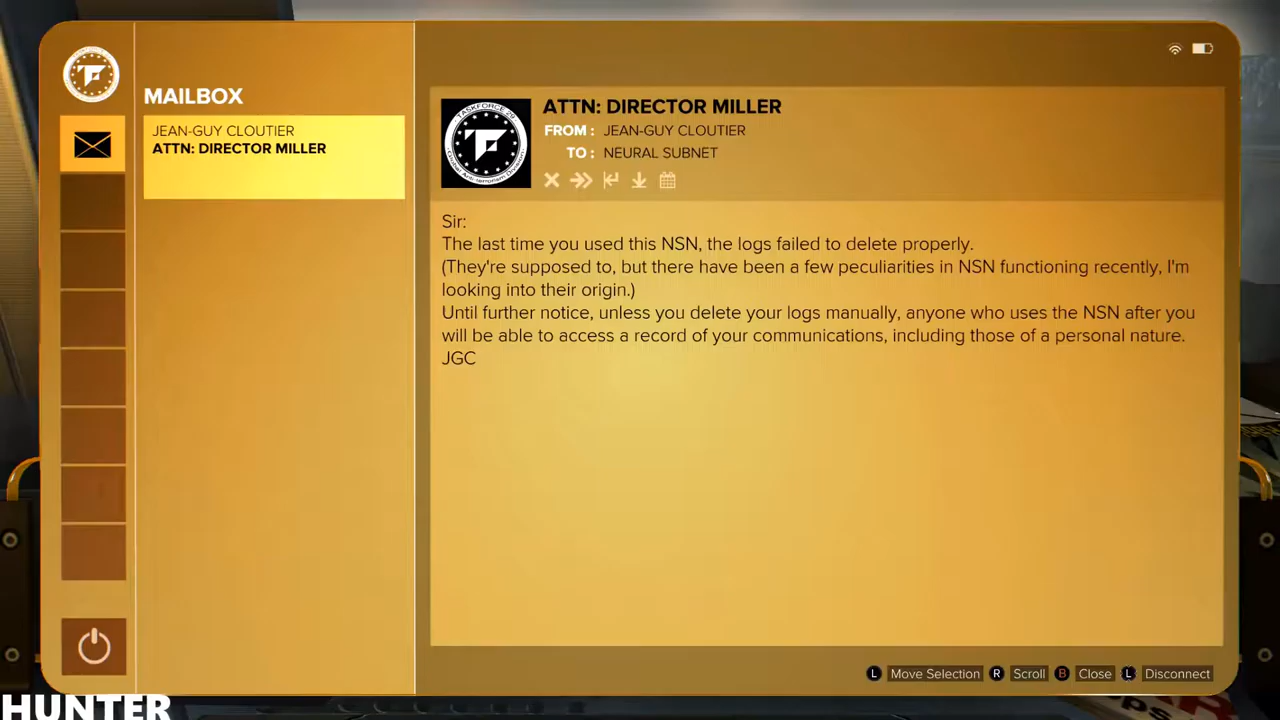 MAILBOX
JEAN-GUY CLOUTIER
ATTN: DIRECTOR MILLER
TASKFORCE 29
ATTN: DIRECTOR MILLER
FROM : JEAN-GUY CLOUTIER
TO : NEURAL SUBNET
Sir:
The last time you used this NSN, the logs failed to delete properly.
(They're supposed to, but there have been a few peculiarities in NSN functioning recently, I'm
looking into their origin.)
Until further notice, unless you delete your logs manually, anyone who uses the NSN after you
will be able to access a record of your communications, including those of a personal nature.
JGC
L Move Selection R Scroll B Close L Disconnect
HUNTER